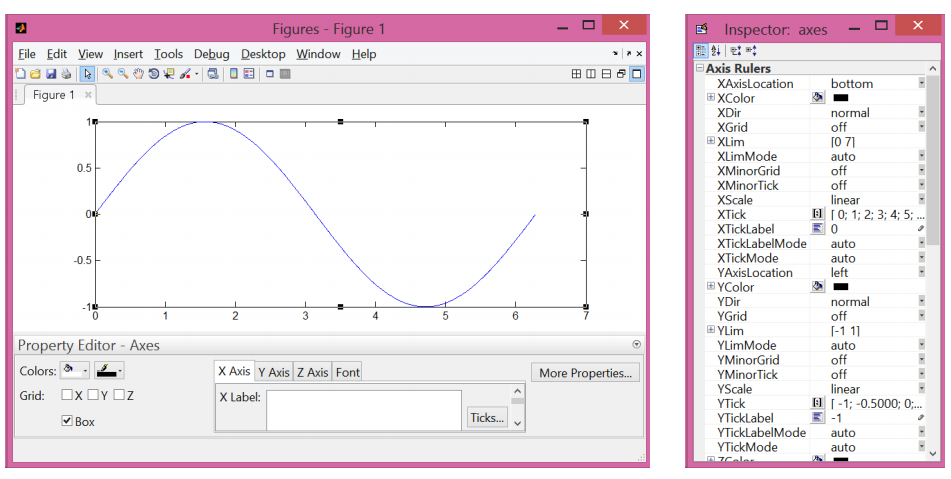 Figures - Figure 1
File Edit View Insert Tools Debug Desktop Window Help
Figure 1
1
0.5
0
-0.5
-1
0 1 2 3 4 5 6 7
Property Editor - Axes
Colors:
X Axis Y Axis Z Axis Font
More Properties...
Grid: X Y Z
X Label:
Box
Ticks...
Inspector: axes
Axis Rulers
XAxisLocation bottom
XColor
XDir normal
XGrid off
XLim [0 7]
XLimMode auto
XMinorGrid off
XMinorTick off
XScale linear
XTick [ 0; 1; 2; 3; 4; 5; ...
XTickLabel 0
XTickLabelMode auto
XTickMode auto
YAxisLocation left
YColor
YDir normal
YGrid off
YLim [-1 1]
YLimMode auto
YMinorGrid off
YMinorTick off
YScale linear
YTick [ -1; -0.5000; 0;...
YTickLabel -1
YTickLabelMode auto
YTickMode auto
ZColor